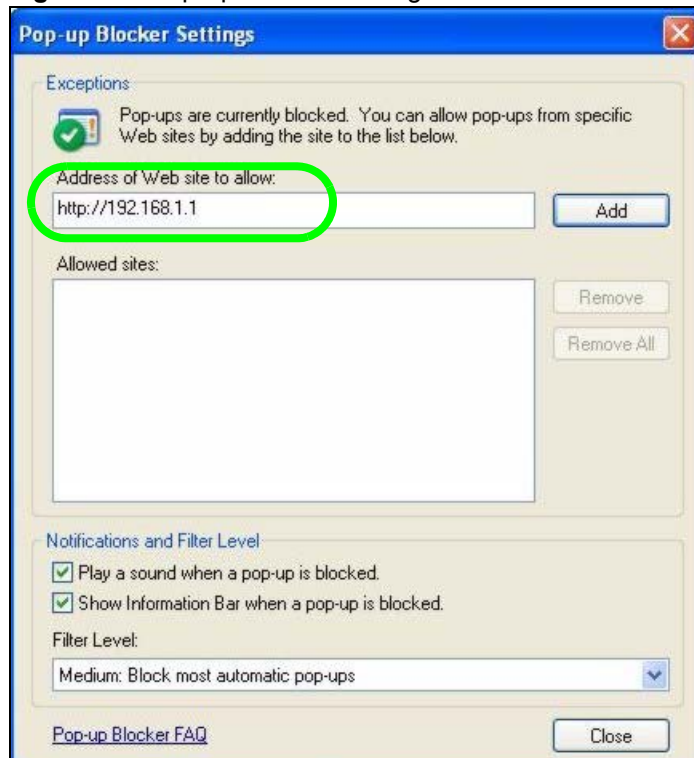 Pop-up Blocker Settings
Exceptions
Pop-ups are currently blocked. You can allow pop-ups from specific
Web sites by adding the site to the list below.
Address of Web site to allow:
http://192.168.1.1
Add
Allowed sites:
Remove
Remove All
Notifications and Filter Level
Play a sound when a pop-up is blocked.
Show Information Bar when a pop-up is blocked.
Filter Level:
Medium: Block most automatic pop-ups
Pop-up Blocker FAQ
Close